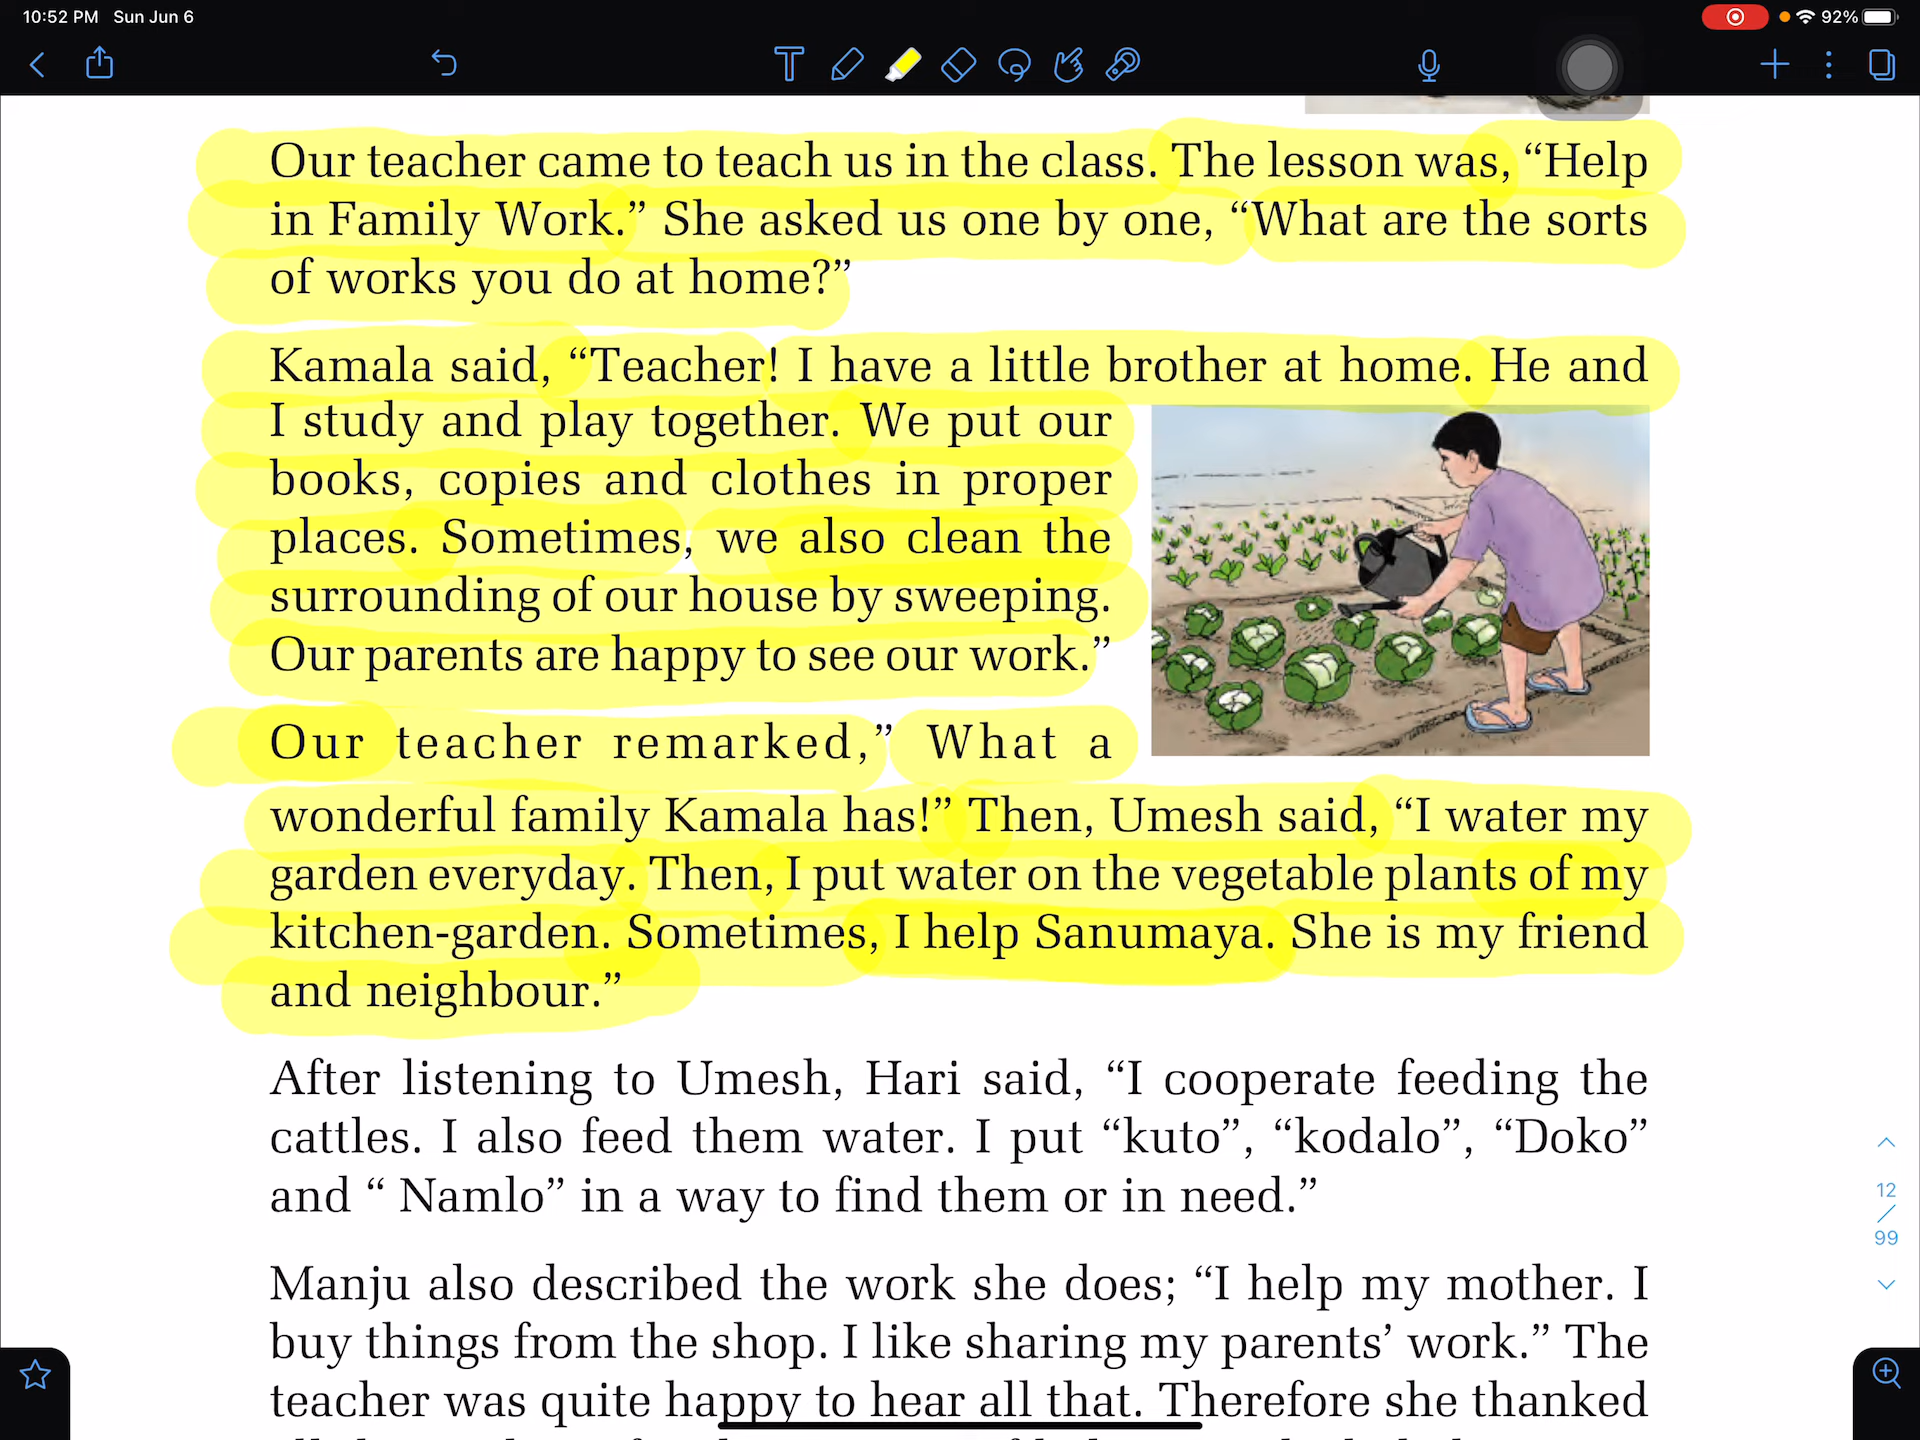 10:52 PM Sun Jun 6
92%
Our teacher came to teach us in the class. The lesson was, “Help
in Family Work.” She asked us one by one, “What are the sorts
of works you do at home?”
Kamala said, “Teacher! I have a little brother at home. He and
I study and play together. We put our
books, copies and clothes in proper
places. Sometimes, we also clean the
surrounding of our house by sweeping.
Our parents are happy to see our work.”
Our teacher remarked,” What a
wonderful family Kamala has!” Then, Umesh said, “I water my
garden everyday. Then, I put water on the vegetable plants of my
kitchen-garden. Sometimes, I help Sanumaya. She is my friend
and neighbour.”
After listening to Umesh, Hari said, “I cooperate feeding the
cattles. I also feed them water. I put “kuto”, “kodalo”, “Doko”
and “ Namlo” in a way to find them or in need.”
Manju also described the work she does; “I help my mother. I
buy things from the shop. I like sharing my parents’ work.” The
teacher was quite happy to hear all that. Therefore she thanked
12
/
99